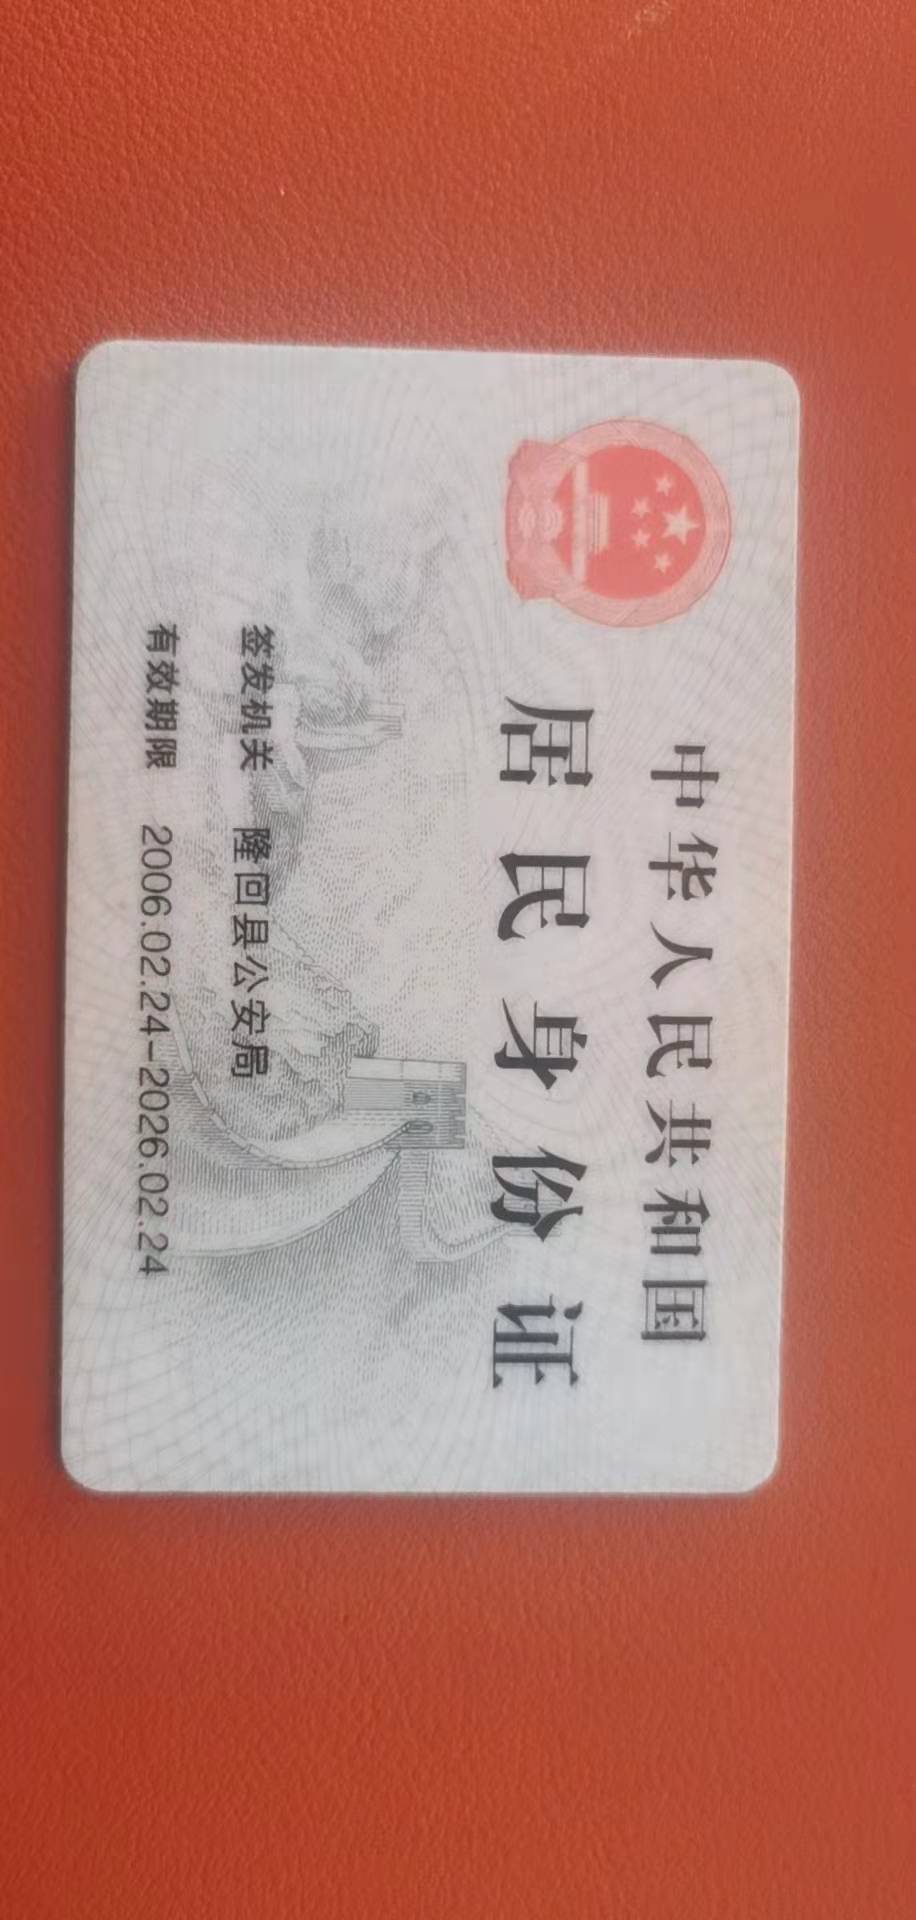 中华人民共和国
居民身份证
签发机关 隆回县公安局
有效期限 2006.02.24-2026.02.24